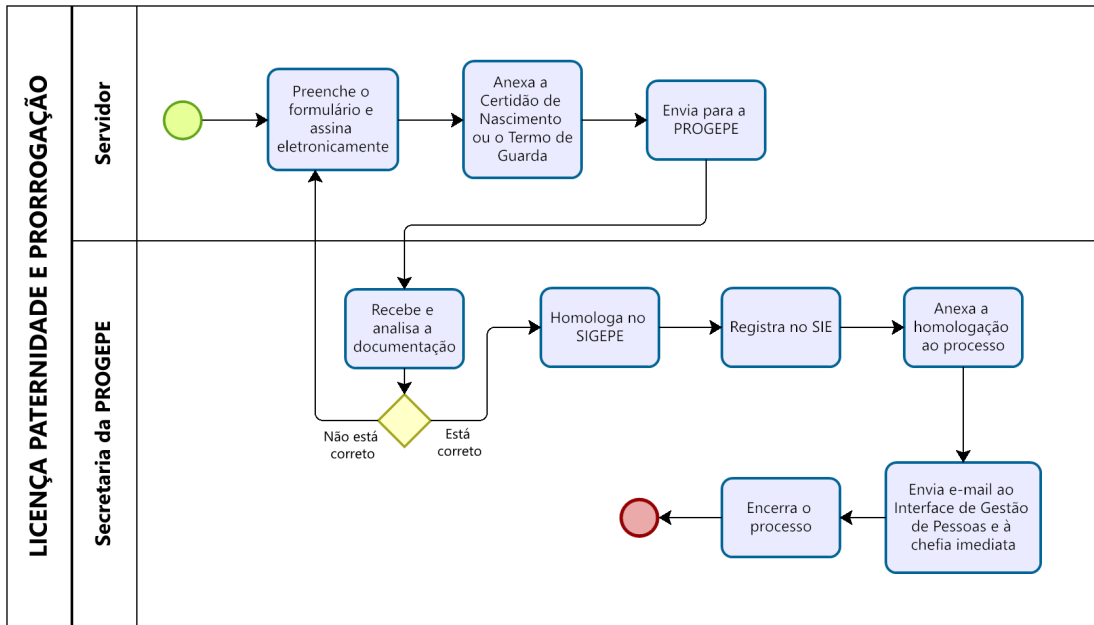 LICENÇA PATERNIDADE E PRORROGAÇÃO
Servidor
Preenche o
formulário e
assina
eletronicamente
Anexa a
Certidão de
Nascimento
ou o Termo de
Guarda
Envia para a
PROGEPE
Secretaria da PROGEPE
Recebe e
analisa a
documentação
Não está
correto
Está
correto
Homologa no
SIGEPE
Registra no SIE
Anexa a
homologação
ao processo
Envia e-mail ao
Interface de Gestão
de Pessoas e à
chefia imediata
Encerra o
processo